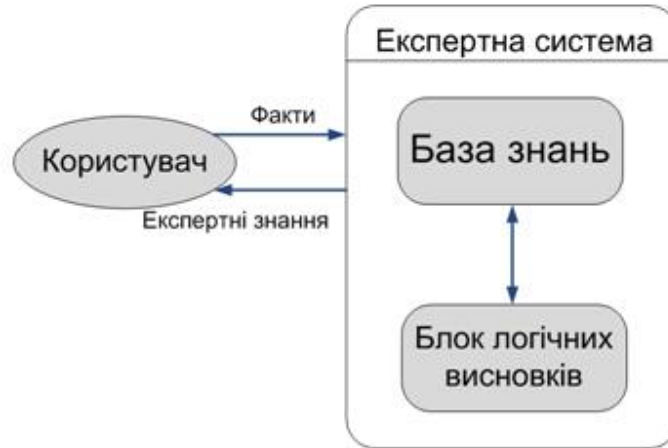 Експертна система
Факти
Користувач
База знань
Експертні знання
Блок логічних
висновків